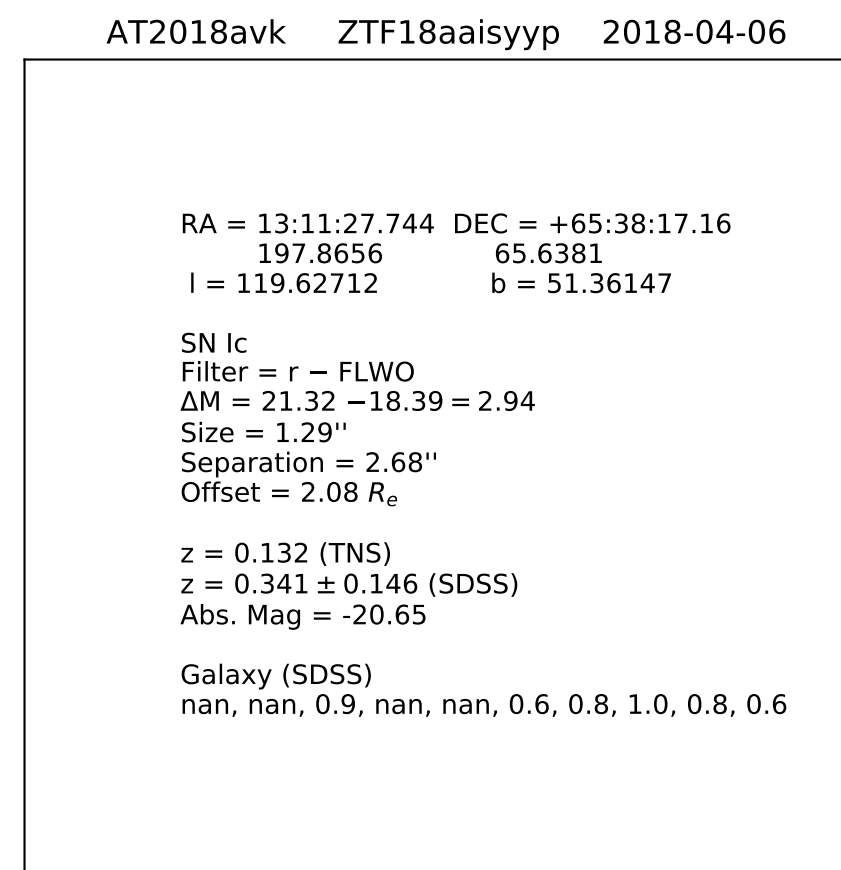 AT2018avk ZTF18aaisyyp 2018-04-06
RA = 13:11:27.744 DEC = +65:38:17.16
197.8656 65.6381
l = 119.62712 b = 51.36147
SN Ic
Filter = r − FLWO
ΔM = 21.32 −18.39 = 2.94
Size = 1.29''
Separation = 2.68''
Offset = 2.08 Rₑ
z = 0.132 (TNS)
z = 0.341 ± 0.146 (SDSS)
Abs. Mag = -20.65
Galaxy (SDSS)
nan, nan, 0.9, nan, nan, 0.6, 0.8, 1.0, 0.8, 0.6